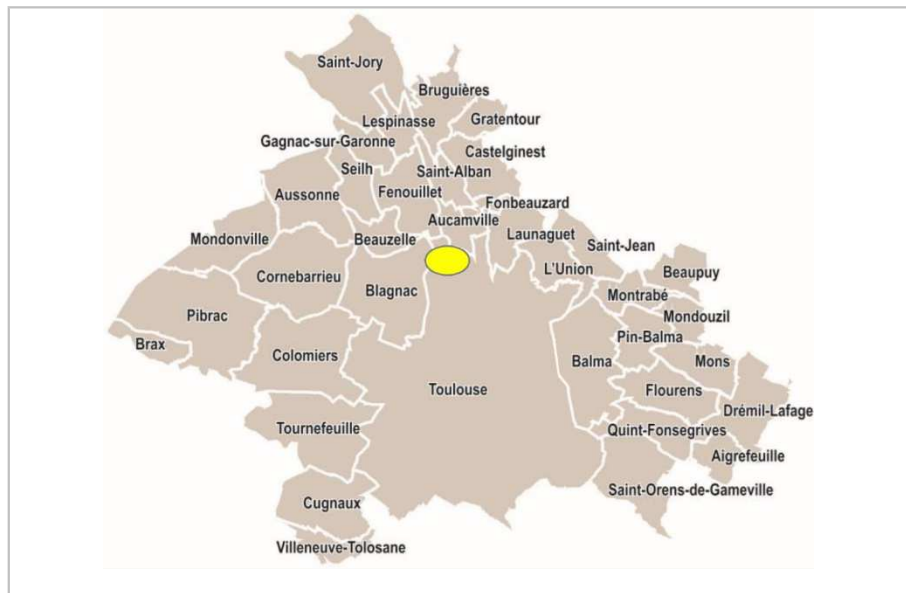 Saint-Jory
Bruguières
Lespinasse
Gratentour
Gagnac-sur-Garonne
Castelginest
Seilh
Saint-Alban
Aussonne
Fenouillet
Fonbeauzard
Aucamville
Launaguet
Mondonville
Beauzelle
Saint-Jean
Cornebarrieu
L'Union
Beaupuy
Blagnac
Montrabé
Pibrac
Mondouzil
Brax
Pin-Balma
Colomiers
Balma
Mons
Toulouse
Flourens
Drémil-Lafage
Tournefeuille
Quint-Fonsegrives
Aigrefeuille
Saint-Orens-de-Gameville
Cugnaux
Villeneuve-Tolosane